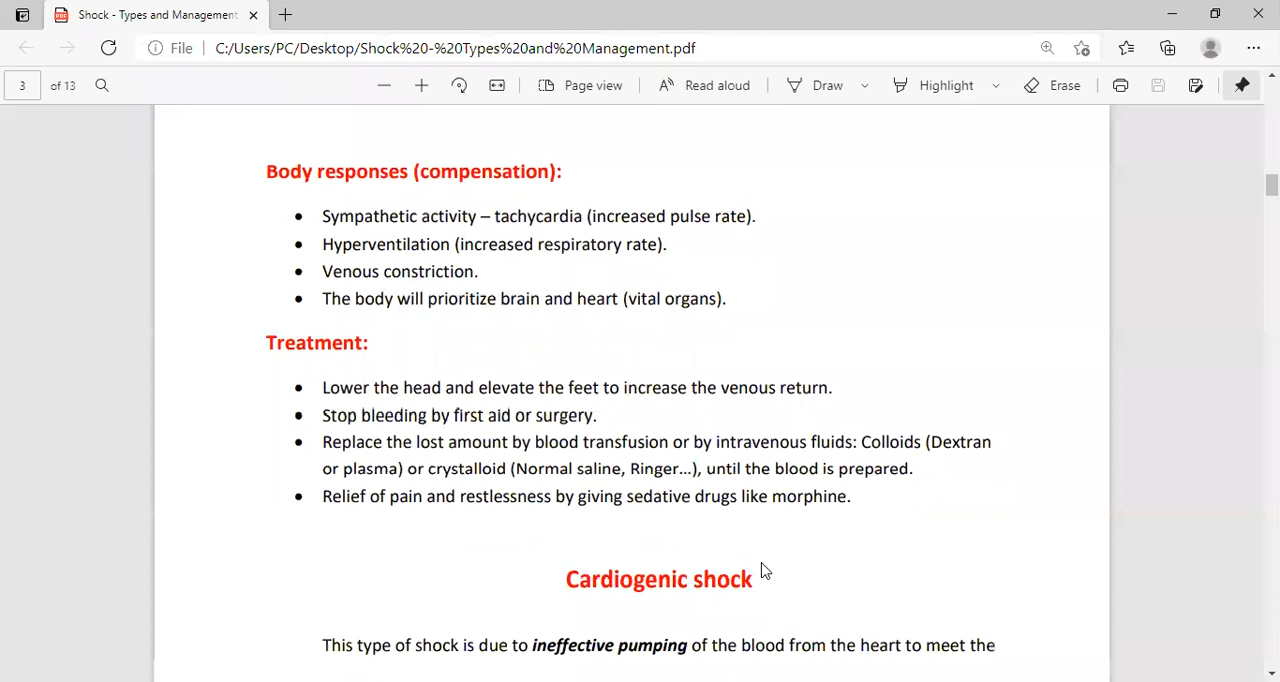 Shock - Types and Management
File C:/Users/PC/Desktop/Shock%20-%20Types%20and%20Management.pdf
3 of 13 Page view Read aloud Draw Highlight Erase
Body responses (compensation):
• Sympathetic activity – tachycardia (increased pulse rate).
• Hyperventilation (increased respiratory rate).
• Venous constriction.
• The body will prioritize brain and heart (vital organs).
Treatment:
• Lower the head and elevate the feet to increase the venous return.
• Stop bleeding by first aid or surgery.
• Replace the lost amount by blood transfusion or by intravenous fluids: Colloids (Dextran
or plasma) or crystalloid (Normal saline, Ringer...), until the blood is prepared.
• Relief of pain and restlessness by giving sedative drugs like morphine.
Cardiogenic shock
This type of shock is due to ineffective pumping of the blood from the heart to meet the